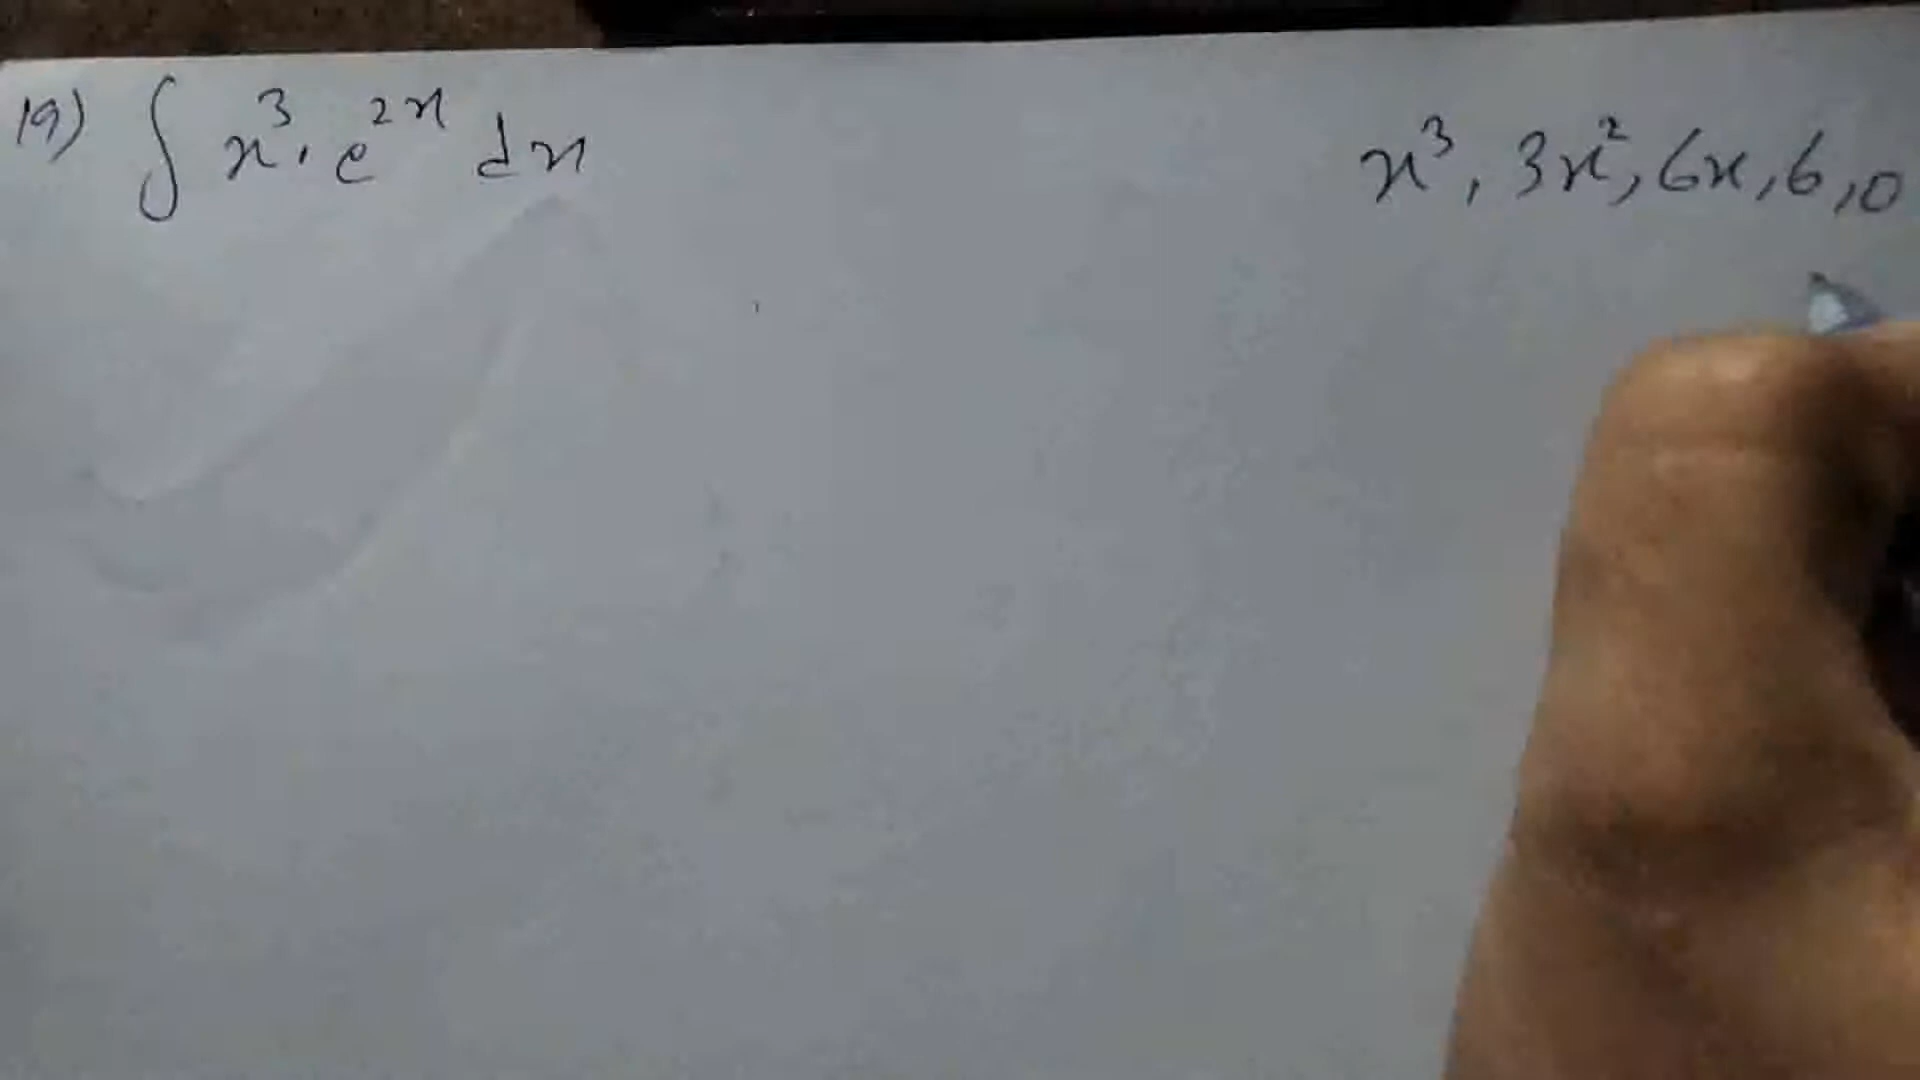 19) ∫ x³. e²ˣ dx
x³, 3x², 6x, 6, 0